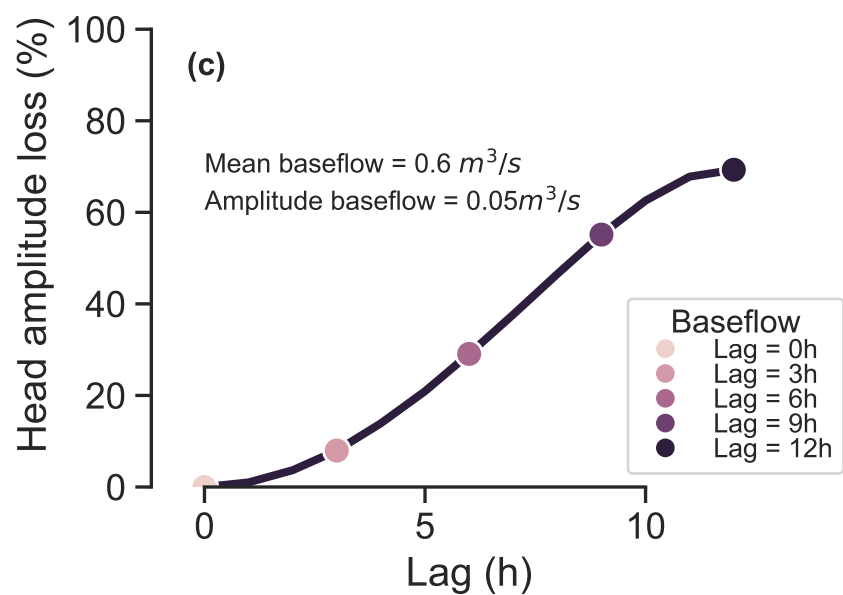 Head amplitude loss (%)
100
80
60
40
20
0
(c)
Mean baseflow = 0.6 m³/s
Amplitude baseflow = 0.05m³/s
Baseflow
Lag = 0h
Lag = 3h
Lag = 6h
Lag = 9h
Lag = 12h
0 5 10
Lag (h)